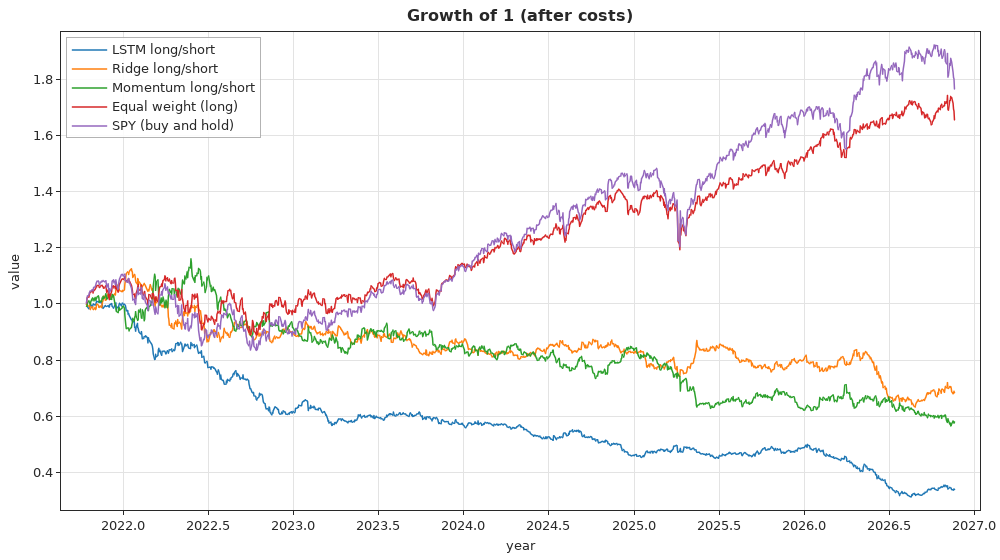 Growth of 1 (after costs)
LSTM long/short
Ridge long/short
Momentum long/short
Equal weight (long)
SPY (buy and hold)
value
1.8
1.6
1.4
1.2
1.0
0.8
0.6
0.4
2022.0 2022.5 2023.0 2023.5 2024.0 2024.5 2025.0 2025.5 2026.0 2026.5 2027.0
year